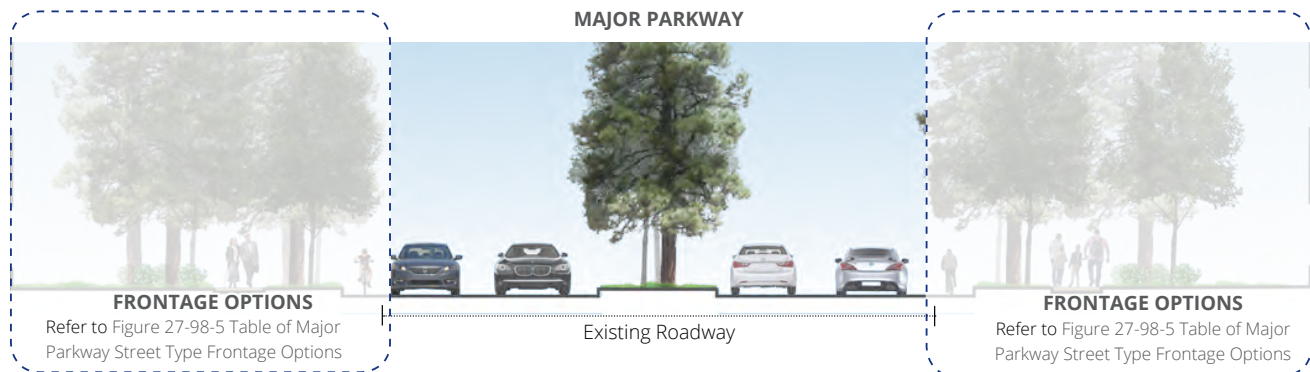 MAJOR PARKWAY
FRONTAGE OPTIONS
Refer to Figure 27-98-5 Table of Major
Parkway Street Type Frontage Options
Existing Roadway
FRONTAGE OPTIONS
Refer to Figure 27-98-5 Table of Major
Parkway Street Type Frontage Options